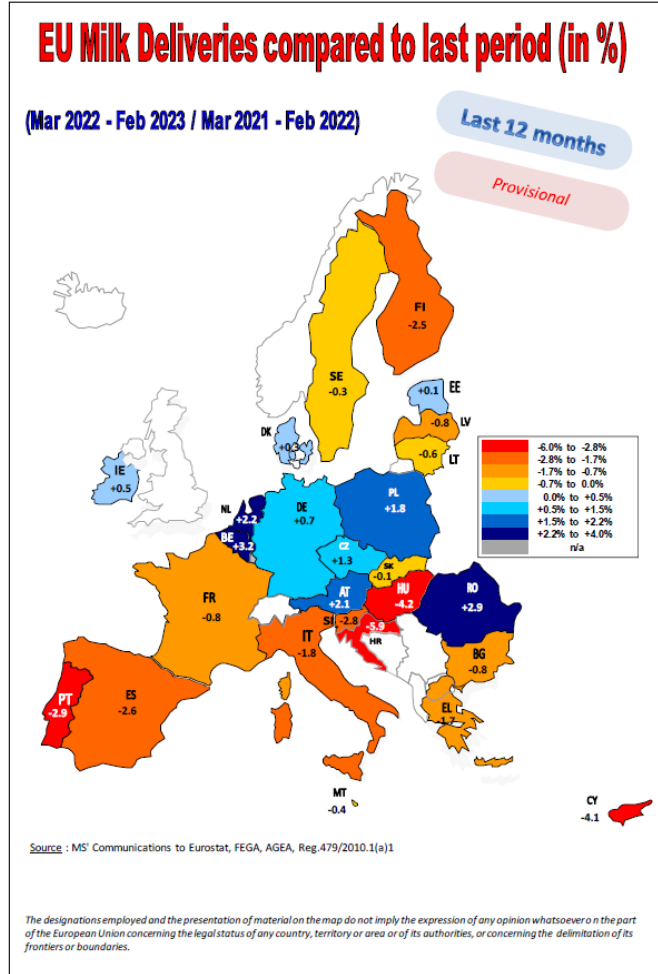 EU Milk Deliveries compared to last period (in %)
(Mar 2022 - Feb 2023 / Mar 2021 - Feb 2022)
Last 12 months
Provisional
FI
-2.5
SE
-0.3
+0.1
EE
-0.8
LV
-0.6
LT
DK
+0.3
IE
+0.5
-6.0% to -2.8%
-2.8% to -1.7%
-1.7% to -0.7%
-0.7% to 0.0%
0.0% to +0.5%
+0.5% to +1.5%
+1.5% to +2.2%
+2.2% to +4.0%
n/a
NL
+2.2
BE
+3.2
DE
+0.7
PL
+1.8
CZ
+1.3
SK
-0.1
AT
+2.1
HU
-4.2
RO
+2.9
FR
-0.8
SI
-2.8
-5.9
HR
IT
-1.8
BG
-0.8
EL
-1.7
PT
-2.9
ES
-2.6
MT
-0.4
CY
-4.1
Source : MS' Communications to Eurostat, FEGA, AGEA, Reg.479/2010.1(a)1
The designations employed and the presentation of material on the map do not imply the expression of any opinion whatsoever o n the part
of the European Union concerning the legal status of any country, territory or area or of its authorities, or concerning the delimitation of its
frontiers or boundaries.